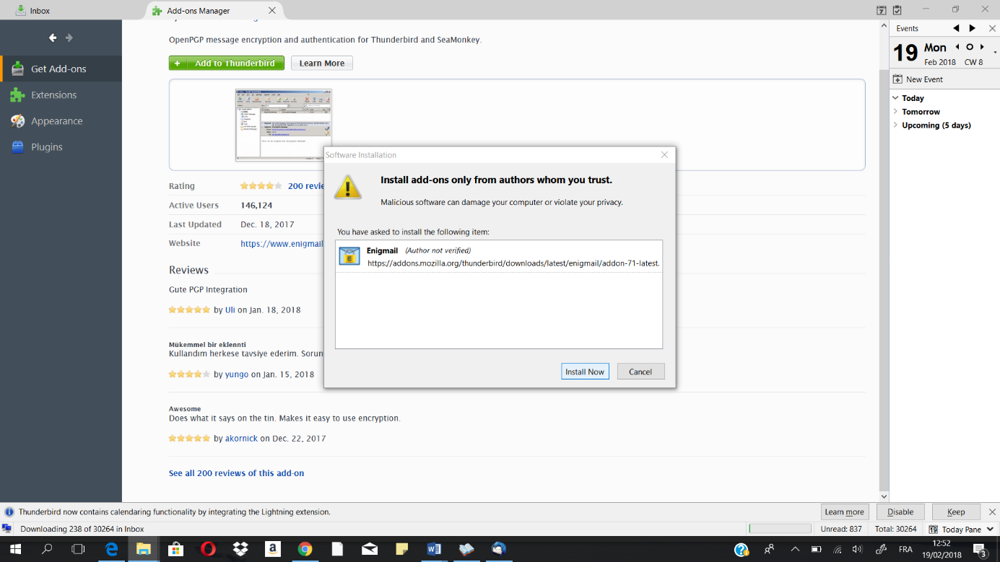 Inbox
Add-ons Manager
OpenPGP message encryption and authentication for Thunderbird and SeaMonkey.
+ Add to Thunderbird
Learn More
Get Add-ons
Extensions
Appearance
Plugins
Rating
200 revie
Active Users
146,124
Last Updated
Dec. 18, 2017
Website
https://www.enigmail
Reviews
Gute PGP Integration
by Uli on Jan. 18, 2018
Mükemmel bir eklennti
Kullandım herkese tavsiye ederim. Sorun
by yungo on Jan. 15, 2018
Awesome
Does what it says on the tin. Makes it easy to use encryption.
by akornick on Dec. 22, 2017
See all 200 reviews of this add-on
Software Installation
Install add-ons only from authors whom you trust.
Malicious software can damage your computer or violate your privacy.
You have asked to install the following item:
Enigmail (Author not verified)
https://addons.mozilla.org/thunderbird/downloads/latest/enigmail/addon-71-latest.
Install Now
Cancel
Events
19
Mon
Feb 2018 CW 8
New Event
Today
Tomorrow
Upcoming (5 days)
Thunderbird now contains calendaring functionality by integrating the Lightning extension.
Learn more
Disable
Keep
Downloading 238 of 30264 in Inbox
Unread: 837
Total: 30264
19 Today Pane
FRA
12:52
19/02/2018
3